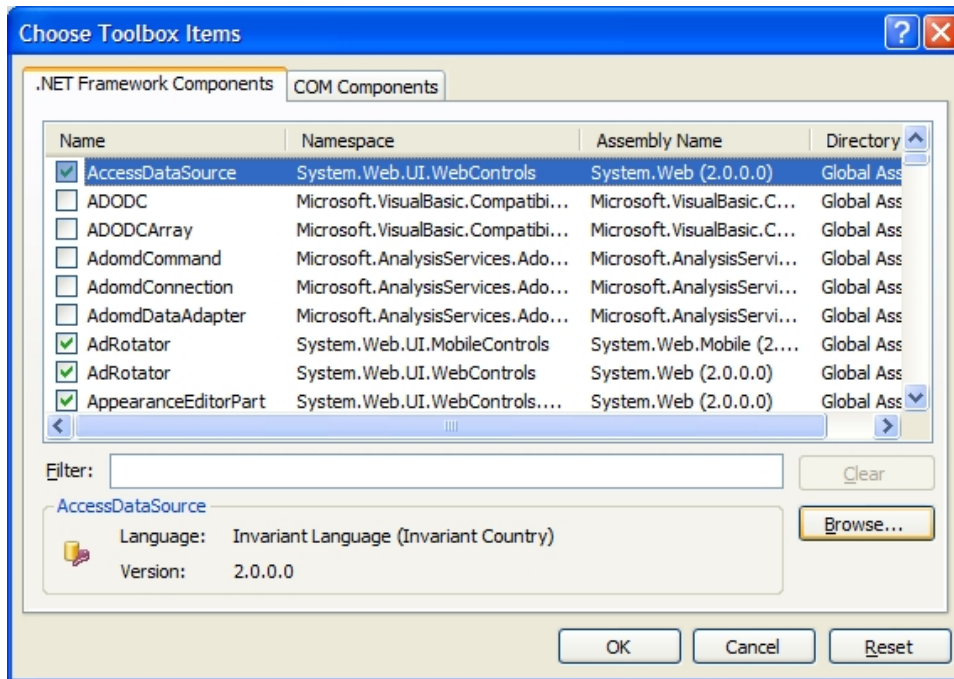 Choose Toolbox Items
.NET Framework Components COM Components
Name Namespace Assembly Name Directory
AccessDataSource System.Web.UI.WebControls System.Web (2.0.0.0) Global Ass
ADODC Microsoft.VisualBasic.Compatibi... Microsoft.VisualBasic.C... Global Ass
ADODCArray Microsoft.VisualBasic.Compatibi... Microsoft.VisualBasic.C... Global Ass
AdomdCommand Microsoft.AnalysisServices.Ado... Microsoft.AnalysisServi... Global Ass
AdomdConnection Microsoft.AnalysisServices.Ado... Microsoft.AnalysisServi... Global Ass
AdomdDataAdapter Microsoft.AnalysisServices.Ado... Microsoft.AnalysisServi... Global Ass
AdRotator System.Web.UI.MobileControls System.Web.Mobile (2.... Global Ass
AdRotator System.Web.UI.WebControls System.Web (2.0.0.0) Global Ass
AppearanceEditorPart System.Web.UI.WebControls.... System.Web (2.0.0.0) Global Ass
Filter: Clear
AccessDataSource
Browse...
Language: Invariant Language (Invariant Country)
Version: 2.0.0.0
OK Cancel Reset